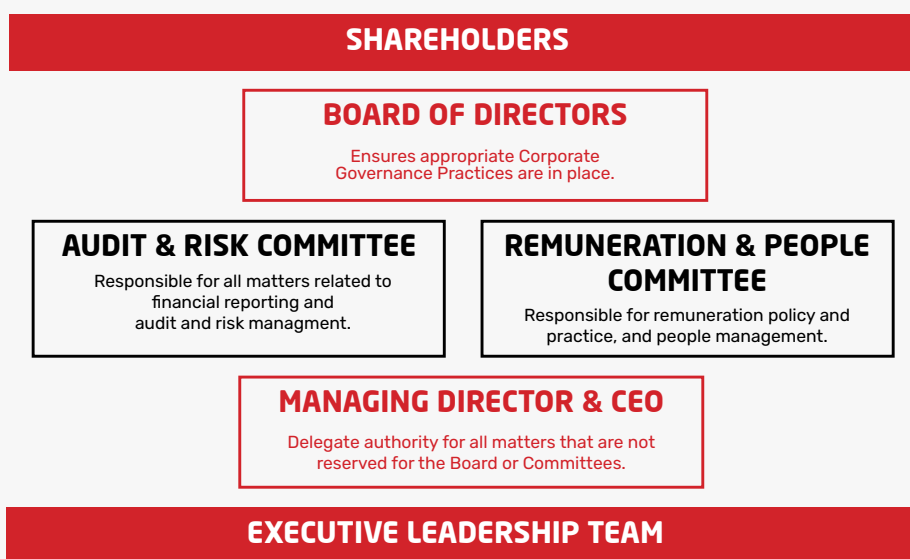 SHAREHOLDERS
BOARD OF DIRECTORS
Ensures appropriate Corporate
Governance Practices are in place.
AUDIT & RISK COMMITTEE
Responsible for all matters related to
financial reporting and
audit and risk managment.
REMUNERATION & PEOPLE
COMMITTEE
Responsible for remuneration policy and
practice, and people management.
MANAGING DIRECTOR & CEO
Delegate authority for all matters that are not
reserved for the Board or Committees.
EXECUTIVE LEADERSHIP TEAM